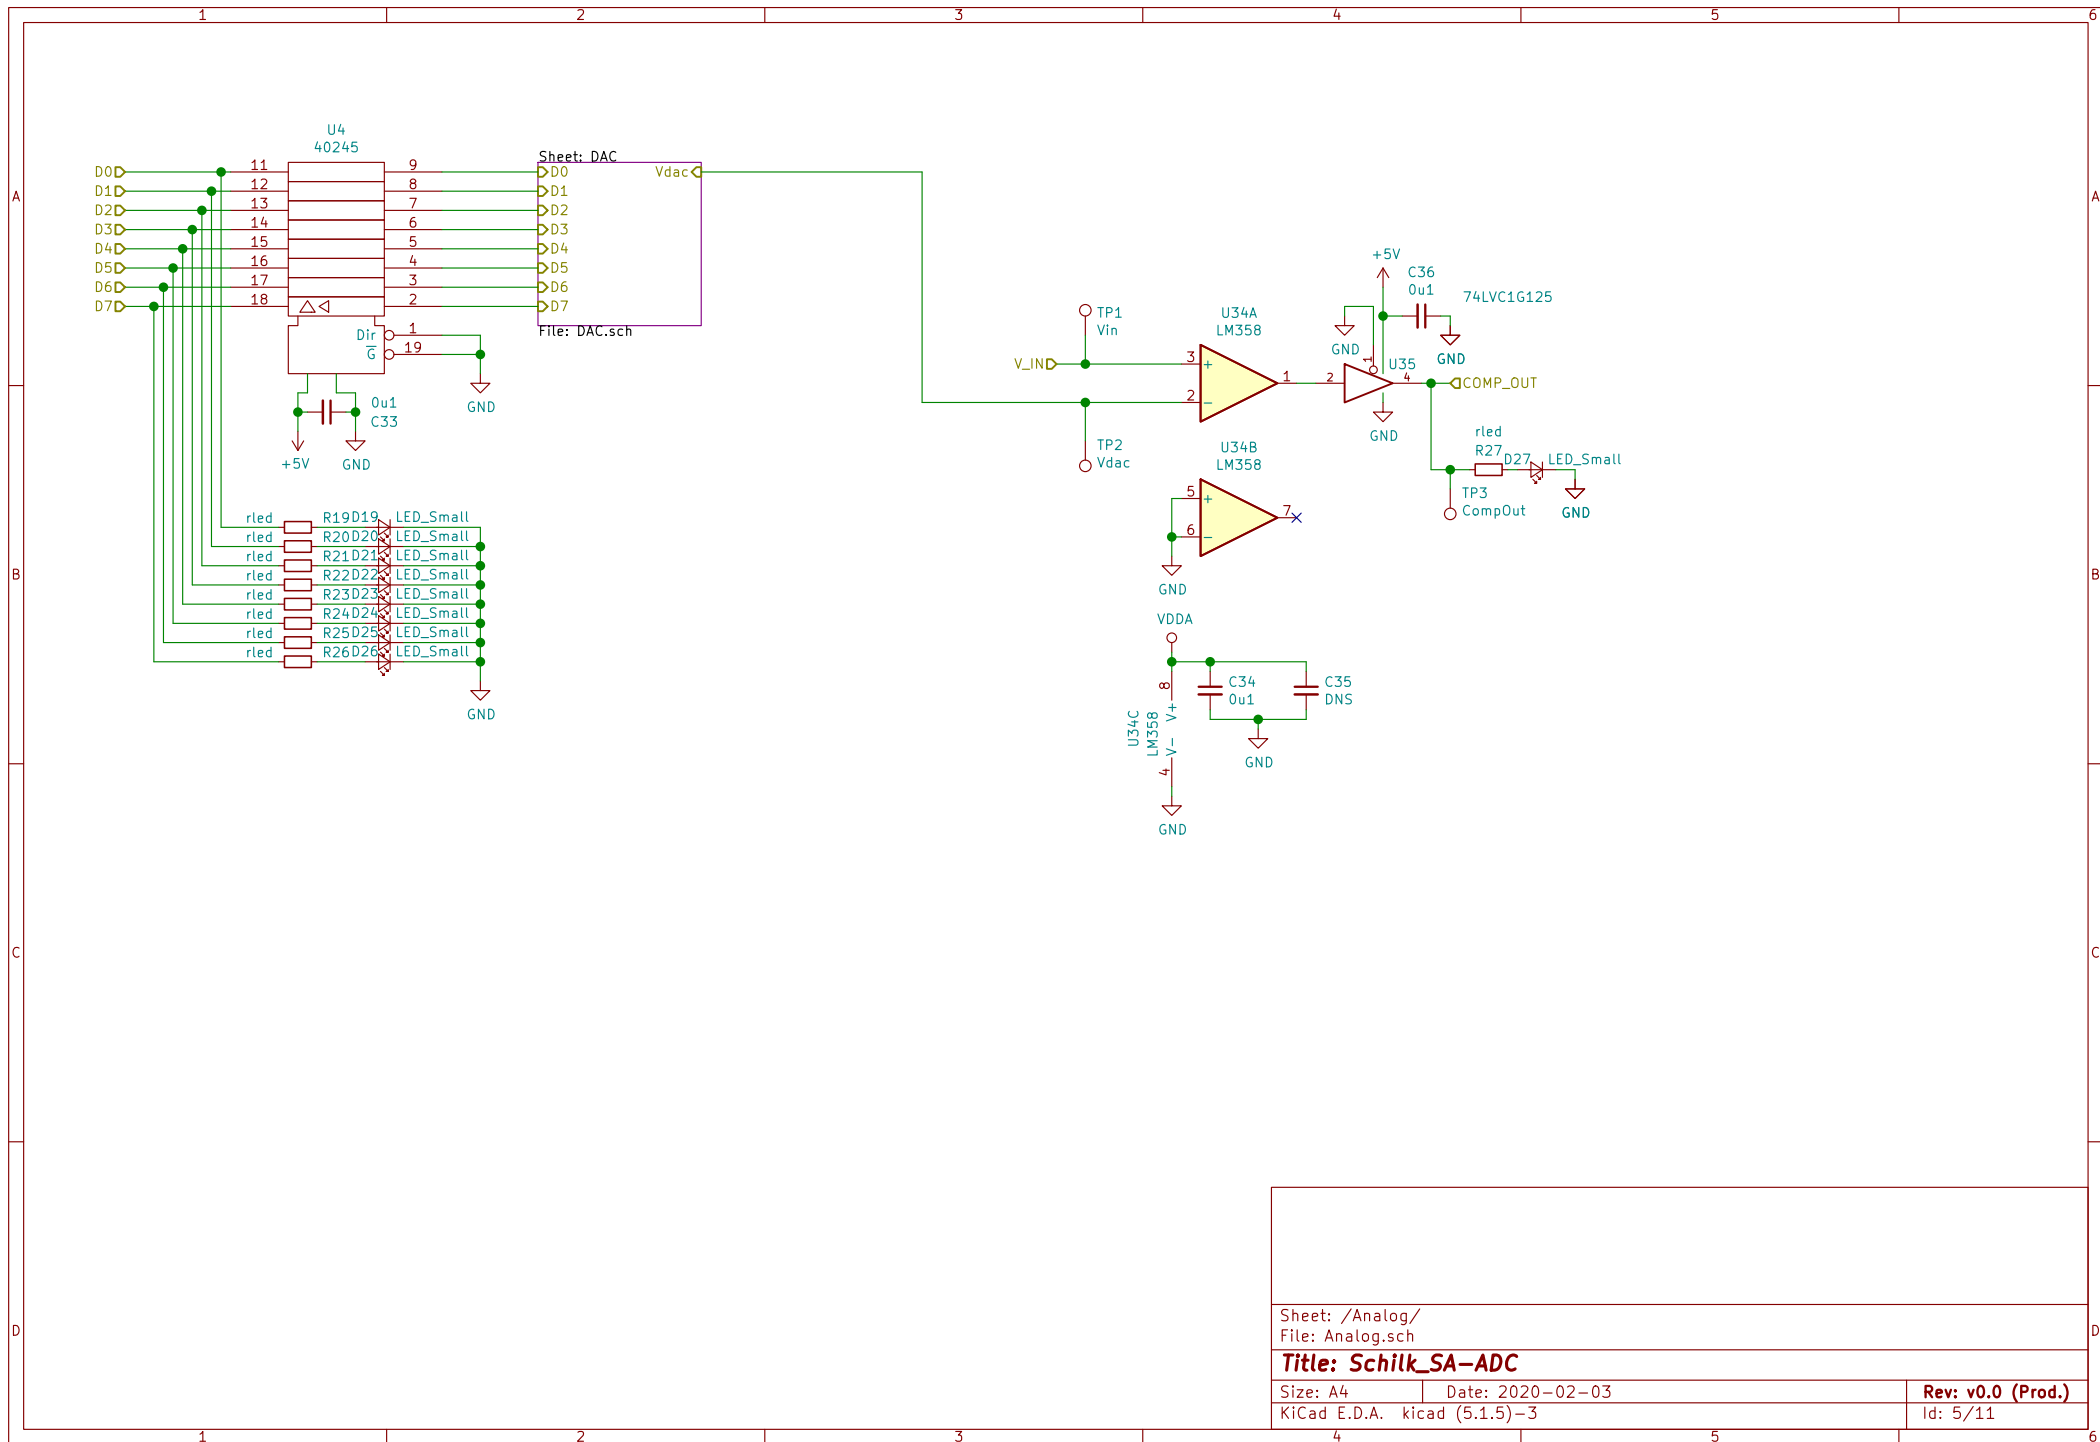 1 2 3 4 5 6
A A
B B
C C
D D
U4
40245
D0 11 9 D0
D1 12 8 D1
D2 13 7 D2
D3 14 6 D3
D4 15 5 D4
D5 16 4 D5
D6 17 3 D6
D7 18 2 D7
Dir 1
G 19
GND
0u1
C33
+5V
GND
Sheet: DAC
Vdac
File: DAC.sch
rled R19 D19 LED_Small
rled R20 D20 LED_Small
rled R21 D21 LED_Small
rled R22 D22 LED_Small
rled R23 D23 LED_Small
rled R24 D24 LED_Small
rled R25 D25 LED_Small
rled R26 D26 LED_Small
GND
TP1
Vin
V_IN
TP2
Vdac
U34A
LM358
3 +
2 −
1
U34B
LM358
5 +
6 −
7
GND
VDDA
8
V+
U34C
LM358
V−
4
GND
C34
0u1
C35
DNS
GND
+5V
C36
0u1
74LVC1G125
GND
GND
1
U35
2
4
COMP_OUT
GND
rled
R27
D27 LED_Small
TP3
CompOut
GND
Sheet: /Analog/
File: Analog.sch
Title: Schilk_SA−ADC
Size: A4 Date: 2020−02−03 Rev: v0.0 (Prod.)
KiCad E.D.A. kicad (5.1.5)−3 Id: 5/11
1 2 3 4 5 6